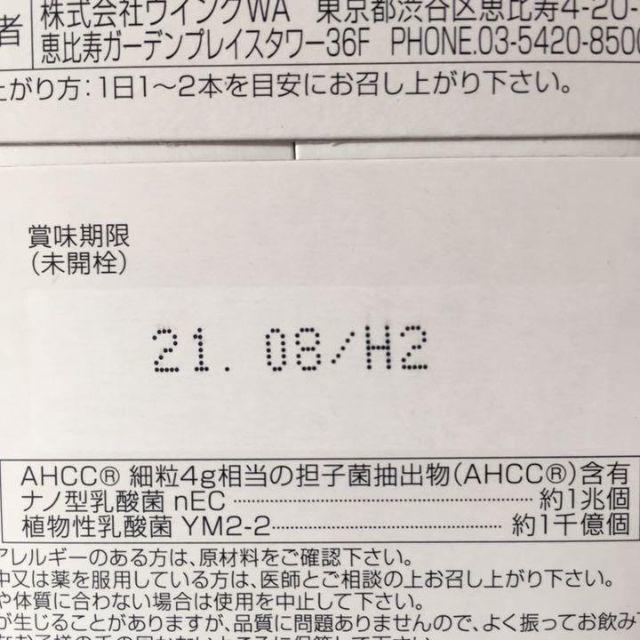 者
株式会社ウイングWA 東京都渋谷区恵比寿4-20-
恵比寿ガーデンプレイスタワー36F PHONE.03-5420-8500
上がり方:1日1~2本を目安にお召し上がり下さい。
賞味期限
(未開栓)
21. 08/H2
AHCC® 細粒4g相当の担子菌抽出物(AHCC®)含有
ナノ型乳酸菌 nEC 約1兆個
植物性乳酸菌 YM2-2 約1千億個
アレルギーのある方は、原材料をご確認下さい。
中又は薬を服用している方は、医師とご相談の上お召し上がり下さい。
や体質に合わない場合は使用を中止して下さい。
が生じることがありますが、品質に問題ありませんので、よく振ってお飲み